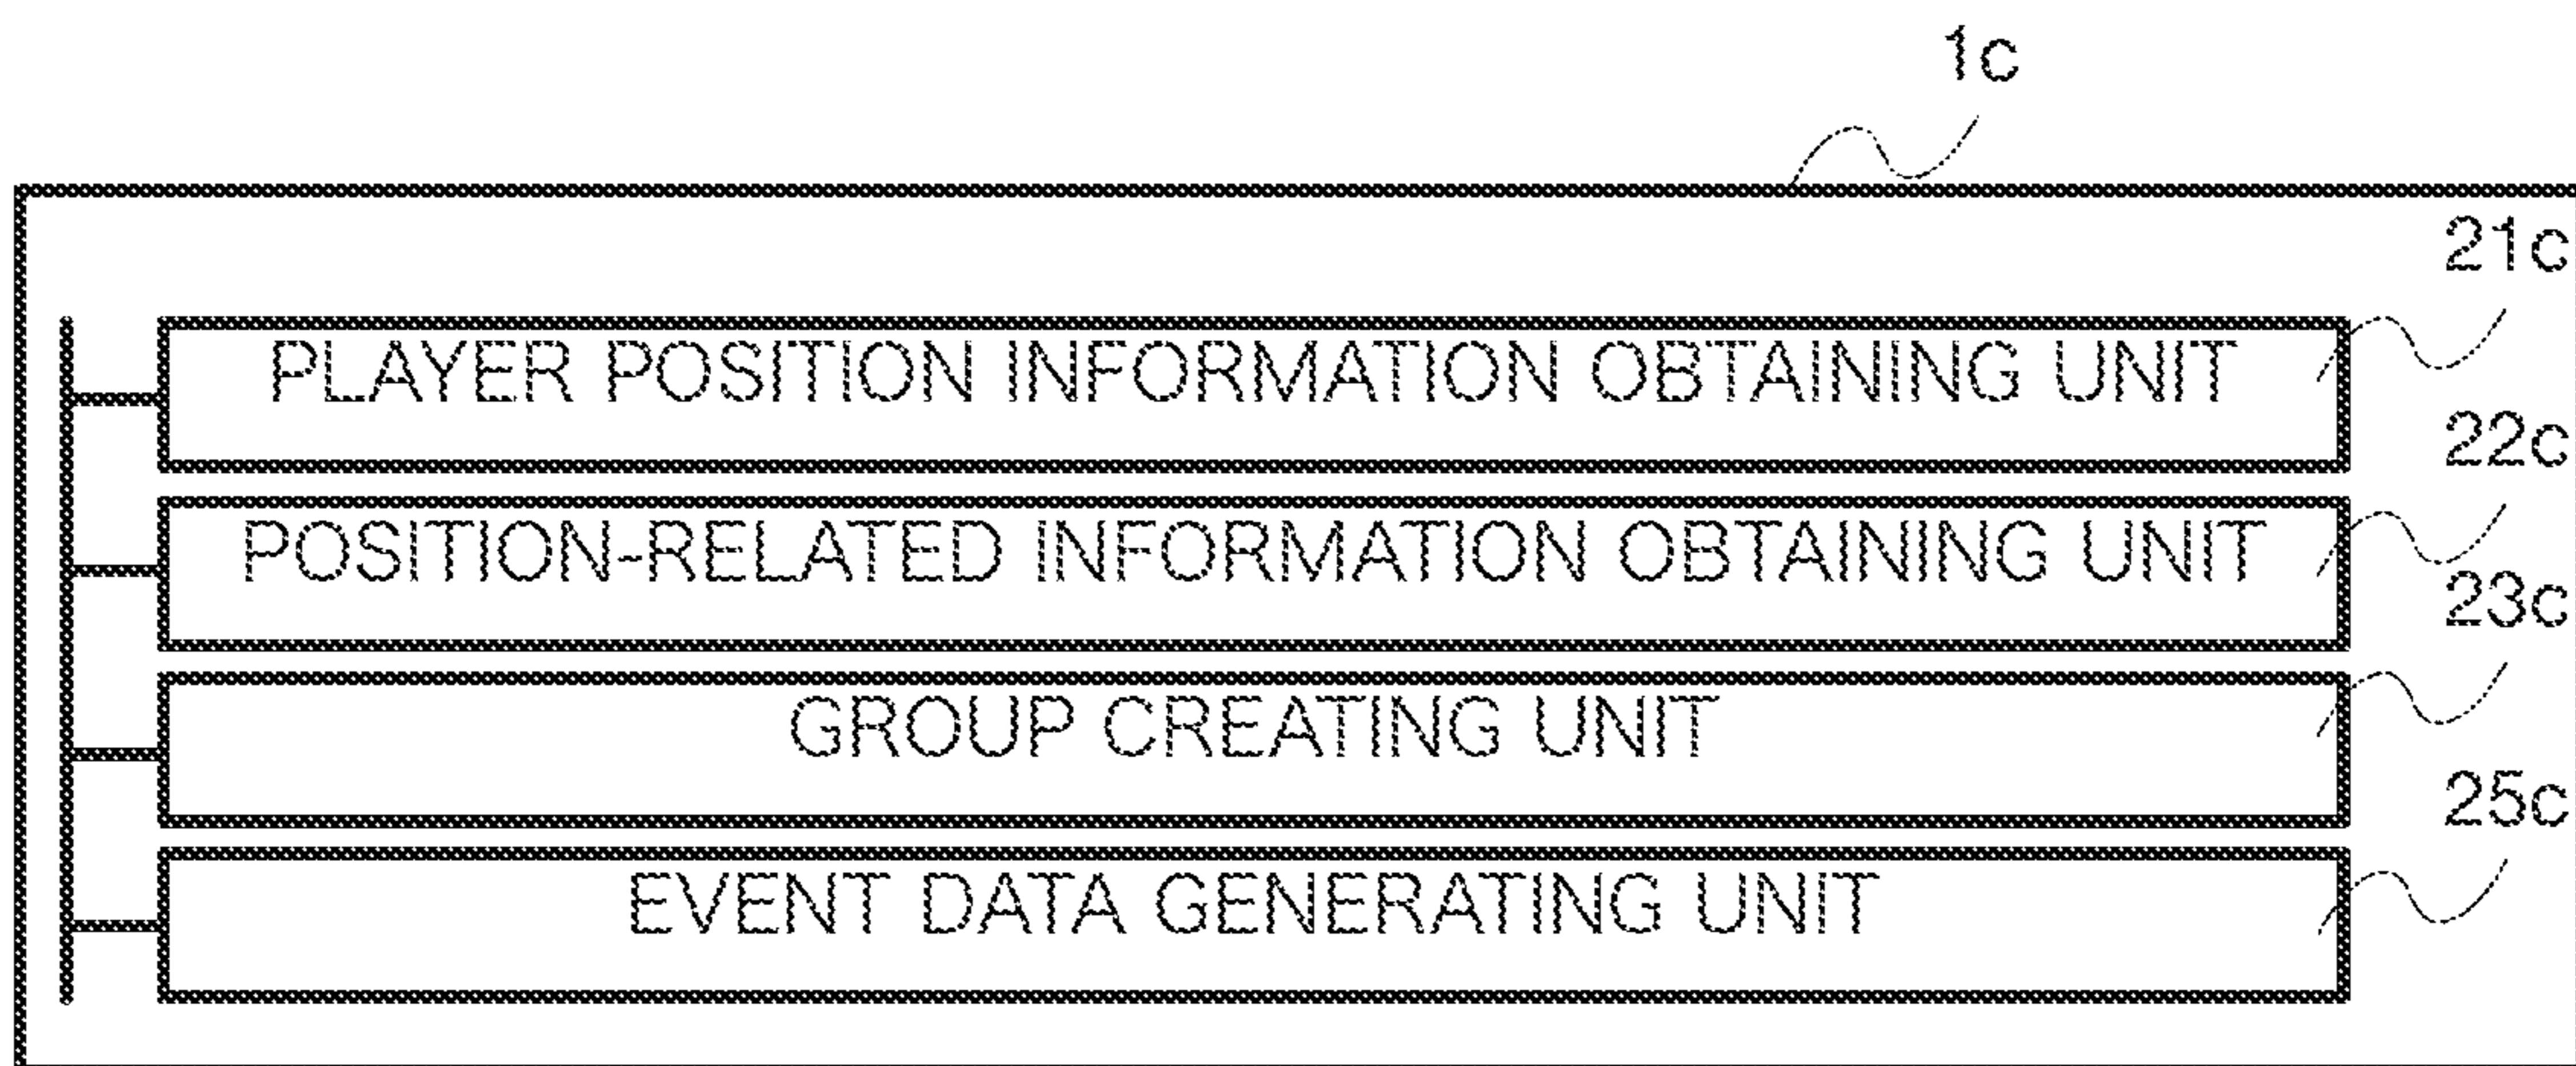 1c
21c
PLAYER POSITION INFORMATION OBTAINING UNIT
22c
POSITION-RELATED INFORMATION OBTAINING UNIT
23c
GROUP CREATING UNIT
25c
EVENT DATA GENERATING UNIT